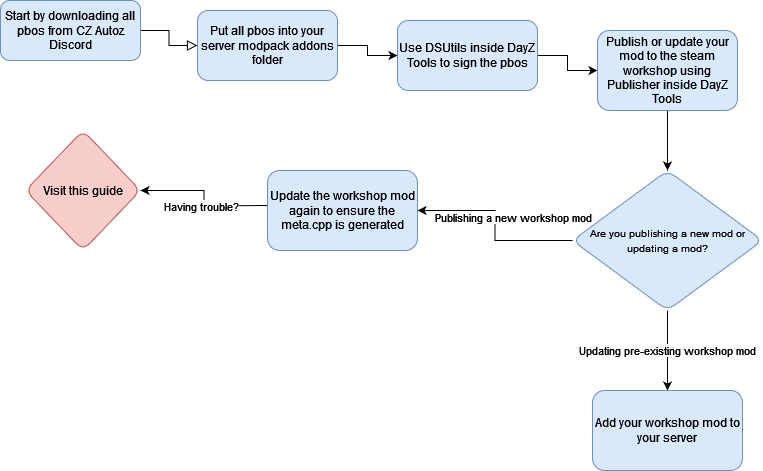 Start by downloading all
pbos from CZ Autoz
Discord
Put all pbos into your
server modpack addons
folder
Use DSUtils inside DayZ
Tools to sign the pbos
Publish or update your
mod to the steam
workshop using
Publisher inside DayZ
Tools
Visit this guide
Having trouble?
Update the workshop mod
again to ensure the
meta.cpp is generated
Publishing a new workshop mod
Are you publishing a new mod or
updating a mod?
Updating pre-existing workshop mod
Add your workshop mod to
your server